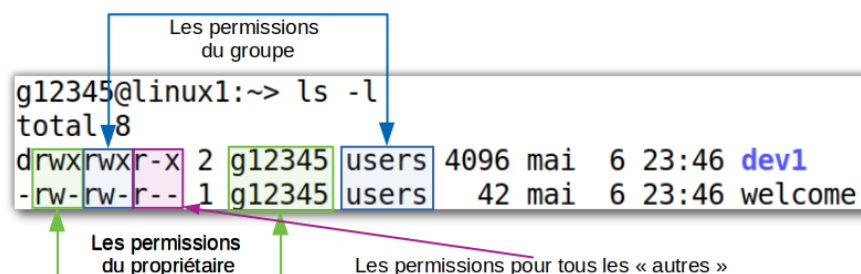 Les permissions
du groupe
g12345@linux1:~> ls -l
total 8
drwxrwxr-x 2 g12345 users 4096 mai  6 23:46 dev1
-rw-rw-r-- 1 g12345 users   42 mai  6 23:46 welcome
Les permissions
du propriétaire
Les permissions pour tous les « autres »